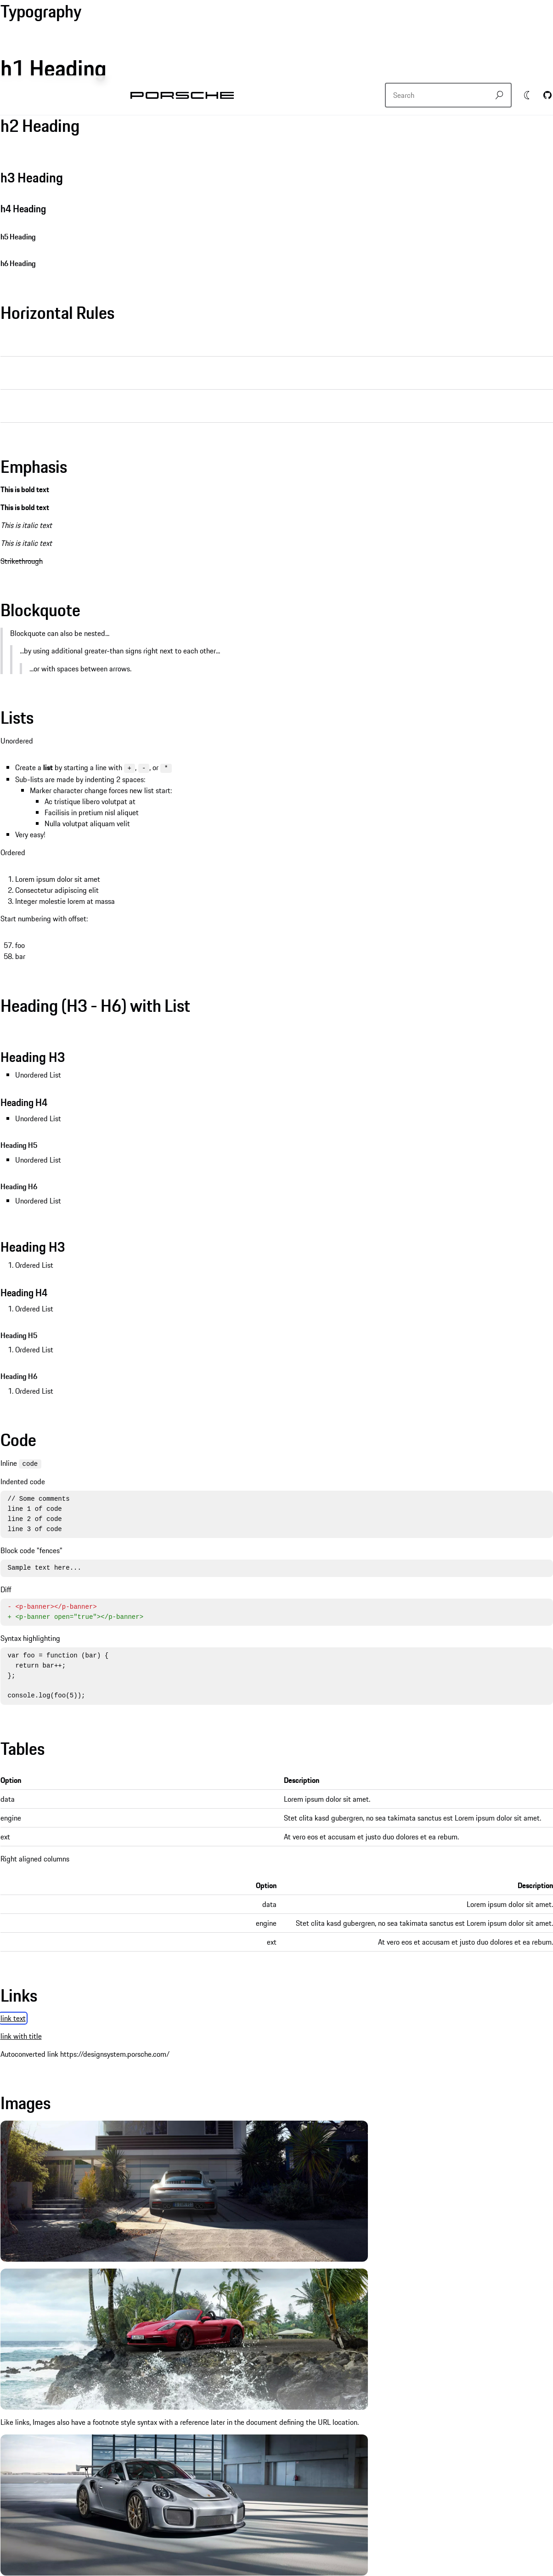 Typography
h1 Heading
PORSCHE
Search
h2 Heading
h3 Heading
h4 Heading
h5 Heading
h6 Heading
Horizontal Rules
Emphasis
This is bold text
This is bold text
This is italic text
This is italic text
Strikethrough
Blockquote
Blockquote can also be nested...
...by using additional greater-than signs right next to each other...
...or with spaces between arrows.
Lists
Unordered
Create a list by starting a line with +, -, or *
Sub-lists are made by indenting 2 spaces:
Marker character change forces new list start:
Ac tristique libero volutpat at
Facilisis in pretium nisl aliquet
Nulla volutpat aliquam velit
Very easy!
Ordered
1. Lorem ipsum dolor sit amet
2. Consectetur adipiscing elit
3. Integer molestie lorem at massa
Start numbering with offset:
57. foo
58. bar
Heading (H3 - H6) with List
Heading H3
Unordered List
Heading H4
Unordered List
Heading H5
Unordered List
Heading H6
Unordered List
Heading H3
1. Ordered List
Heading H4
1. Ordered List
Heading H5
1. Ordered List
Heading H6
1. Ordered List
Code
Inline code
Indented code
// Some comments
line 1 of code
line 2 of code
line 3 of code
Block code "fences"
Sample text here...
Diff
- <p-banner></p-banner>
+ <p-banner open="true"></p-banner>
Syntax highlighting
var foo = function (bar) {
return bar++;
};
console.log(foo(5));
Tables
Option Description
data Lorem ipsum dolor sit amet.
engine Stet clita kasd gubergren, no sea takimata sanctus est Lorem ipsum dolor sit amet.
ext At vero eos et accusam et justo duo dolores et ea rebum.
Right aligned columns
Option Description
data Lorem ipsum dolor sit amet.
engine Stet clita kasd gubergren, no sea takimata sanctus est Lorem ipsum dolor sit amet.
ext At vero eos et accusam et justo duo dolores et ea rebum.
Links
link text
link with title
Autoconverted link https://designsystem.porsche.com/
Images
Like links, Images also have a footnote style syntax with a reference later in the document defining the URL location.